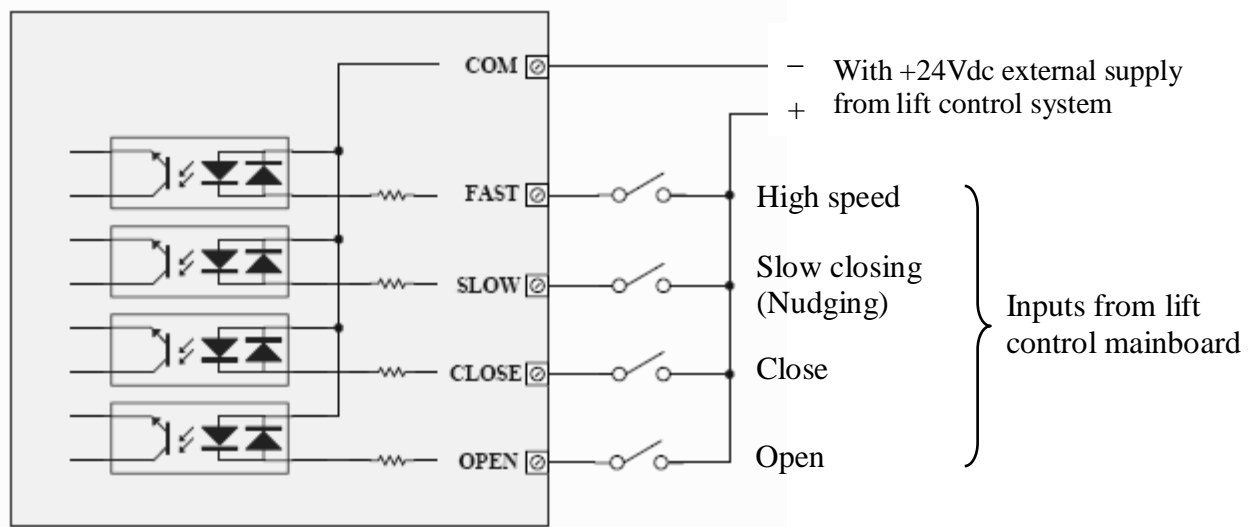 COM
−
With +24Vdc external supply
from lift control system
+
FAST
High speed
SLOW
Slow closing
(Nudging)
Inputs from lift
control mainboard
CLOSE
Close
OPEN
Open